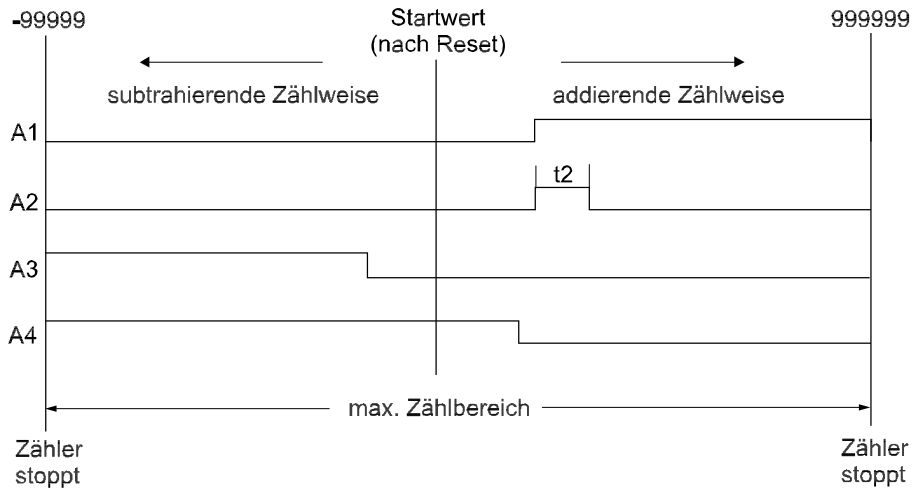 -99999
Startwert
(nach Reset)
999999
subtrahierende Zählweise
addierende Zählweise
A1
t2
A2
A3
A4
max. Zählbereich
Zähler
stoppt
Zähler
stoppt